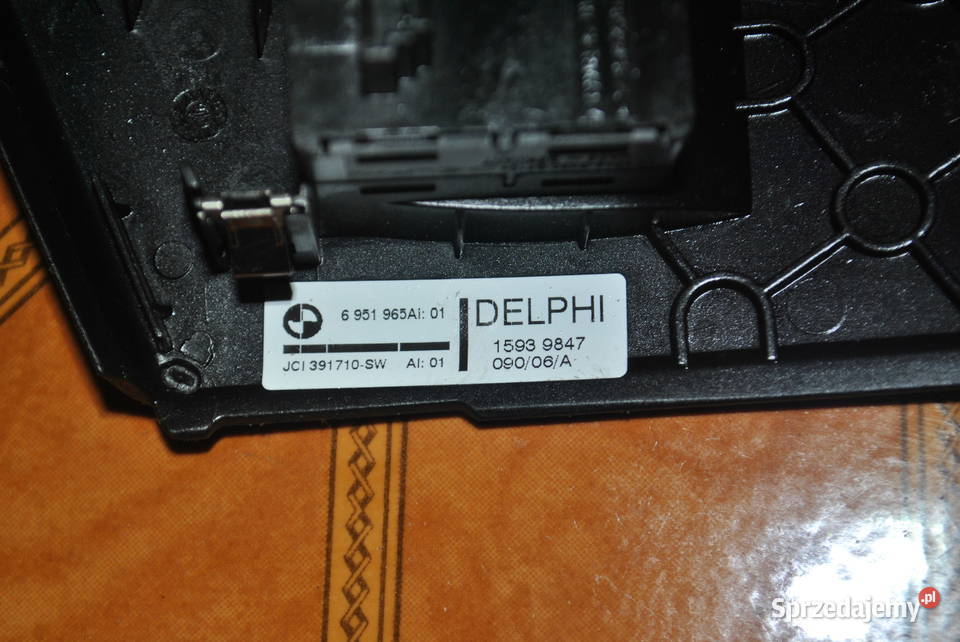 6 951 965Ai: 01
JCI 391710-SW AI: 01
DELPHI
1593 9847
090/06/A
Sprzedajemy.pl